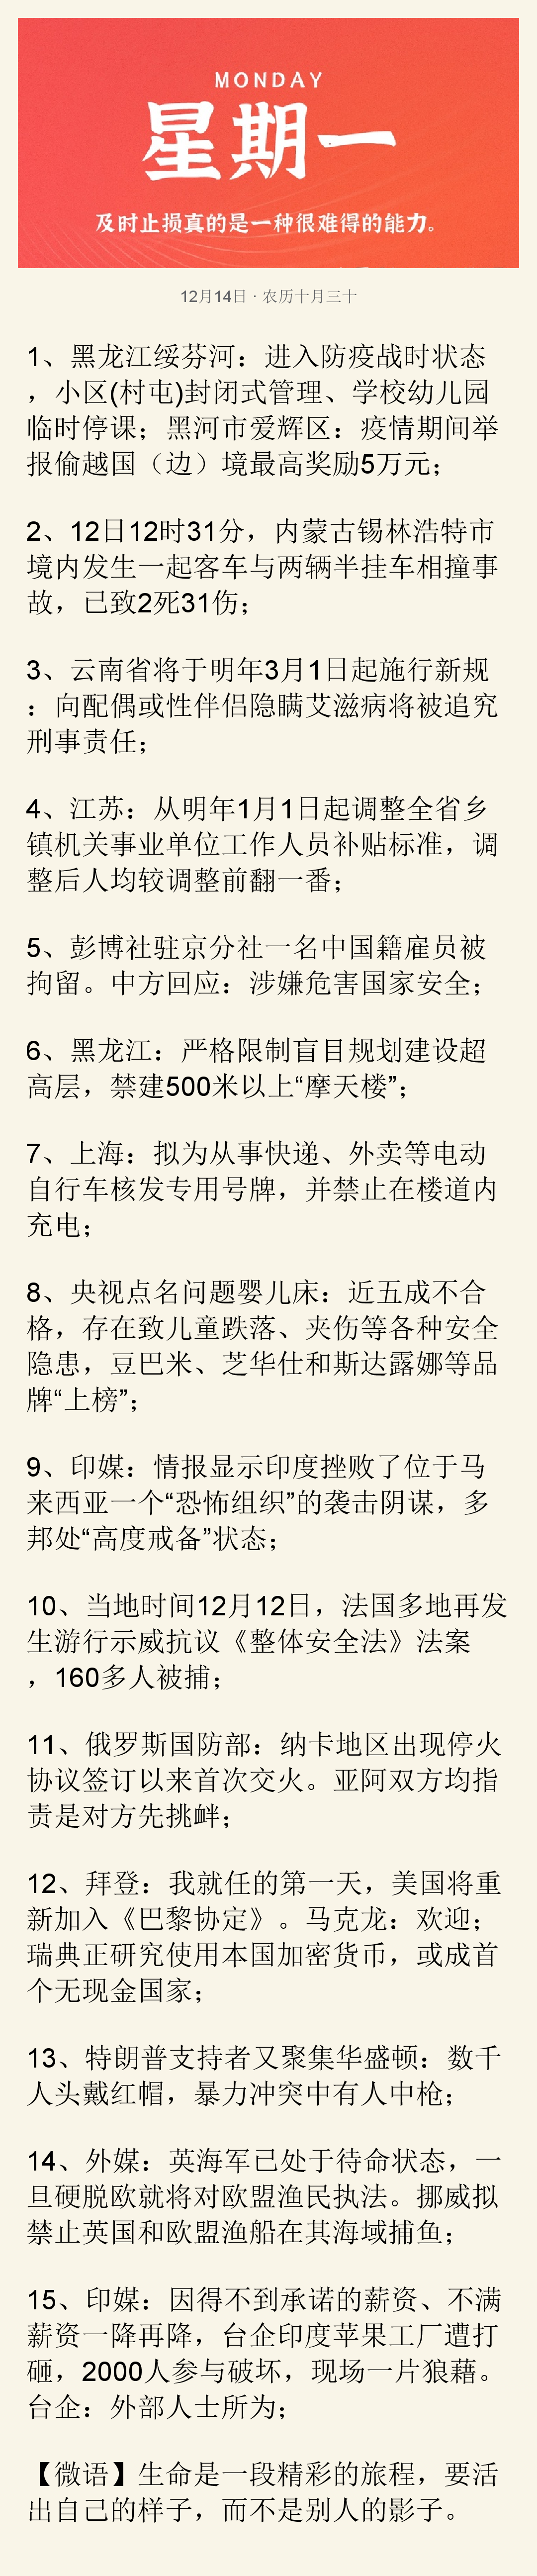 MONDAY
星期一
及时止损真的是一种很难得的能力。
12月14日 · 农历十月三十
1、黑龙江绥芬河：进入防疫战时状态
，小区(村屯)封闭式管理、学校幼儿园
临时停课；黑河市爱辉区：疫情期间举
报偷越国（边）境最高奖励5万元；
2、12日12时31分，内蒙古锡林浩特市
境内发生一起客车与两辆半挂车相撞事
故，已致2死31伤；
3、云南省将于明年3月1日起施行新规
：向配偶或性伴侣隐瞒艾滋病将被追究
刑事责任；
4、江苏：从明年1月1日起调整全省乡
镇机关事业单位工作人员补贴标准，调
整后人均较调整前翻一番；
5、彭博社驻京分社一名中国籍雇员被
拘留。中方回应：涉嫌危害国家安全；
6、黑龙江：严格限制盲目规划建设超
高层，禁建500米以上“摩天楼”；
7、上海：拟为从事快递、外卖等电动
自行车核发专用号牌，并禁止在楼道内
充电；
8、央视点名问题婴儿床：近五成不合
格，存在致儿童跌落、夹伤等各种安全
隐患，豆巴米、芝华仕和斯达露娜等品
牌“上榜”；
9、印媒：情报显示印度挫败了位于马
来西亚一个“恐怖组织”的袭击阴谋，多
邦处“高度戒备”状态；
10、当地时间12月12日，法国多地再发
生游行示威抗议《整体安全法》法案
，160多人被捕；
11、俄罗斯国防部：纳卡地区出现停火
协议签订以来首次交火。亚阿双方均指
责是对方先挑衅；
12、拜登：我就任的第一天，美国将重
新加入《巴黎协定》。马克龙：欢迎；
瑞典正研究使用本国加密货币，或成首
个无现金国家；
13、特朗普支持者又聚集华盛顿：数千
人头戴红帽，暴力冲突中有人中枪；
14、外媒：英海军已处于待命状态，一
旦硬脱欧就将对欧盟渔民执法。挪威拟
禁止英国和欧盟渔船在其海域捕鱼；
15、印媒：因得不到承诺的薪资、不满
薪资一降再降，台企印度苹果工厂遭打
砸，2000人参与破坏，现场一片狼藉。
台企：外部人士所为；
【微语】生命是一段精彩的旅程，要活
出自己的样子，而不是别人的影子。